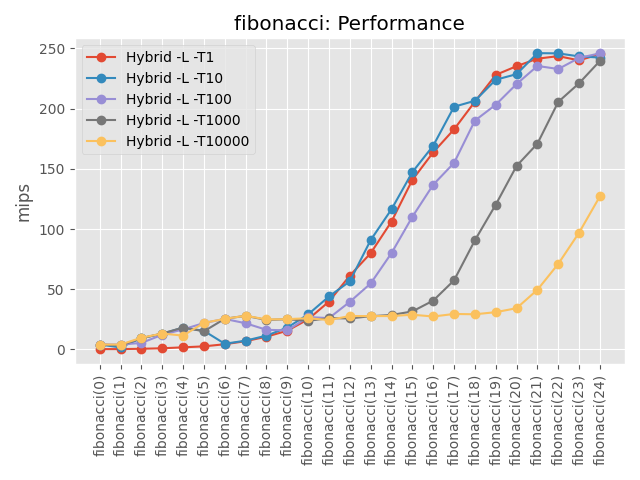 fibonacci: Performance
Hybrid -L -T1
Hybrid -L -T10
Hybrid -L -T100
Hybrid -L -T1000
Hybrid -L -T10000
mips
250
200
150
100
50
0
fibonacci(0)
fibonacci(1)
fibonacci(2)
fibonacci(3)
fibonacci(4)
fibonacci(5)
fibonacci(6)
fibonacci(7)
fibonacci(8)
fibonacci(9)
fibonacci(10)
fibonacci(11)
fibonacci(12)
fibonacci(13)
fibonacci(14)
fibonacci(15)
fibonacci(16)
fibonacci(17)
fibonacci(18)
fibonacci(19)
fibonacci(20)
fibonacci(21)
fibonacci(22)
fibonacci(23)
fibonacci(24)